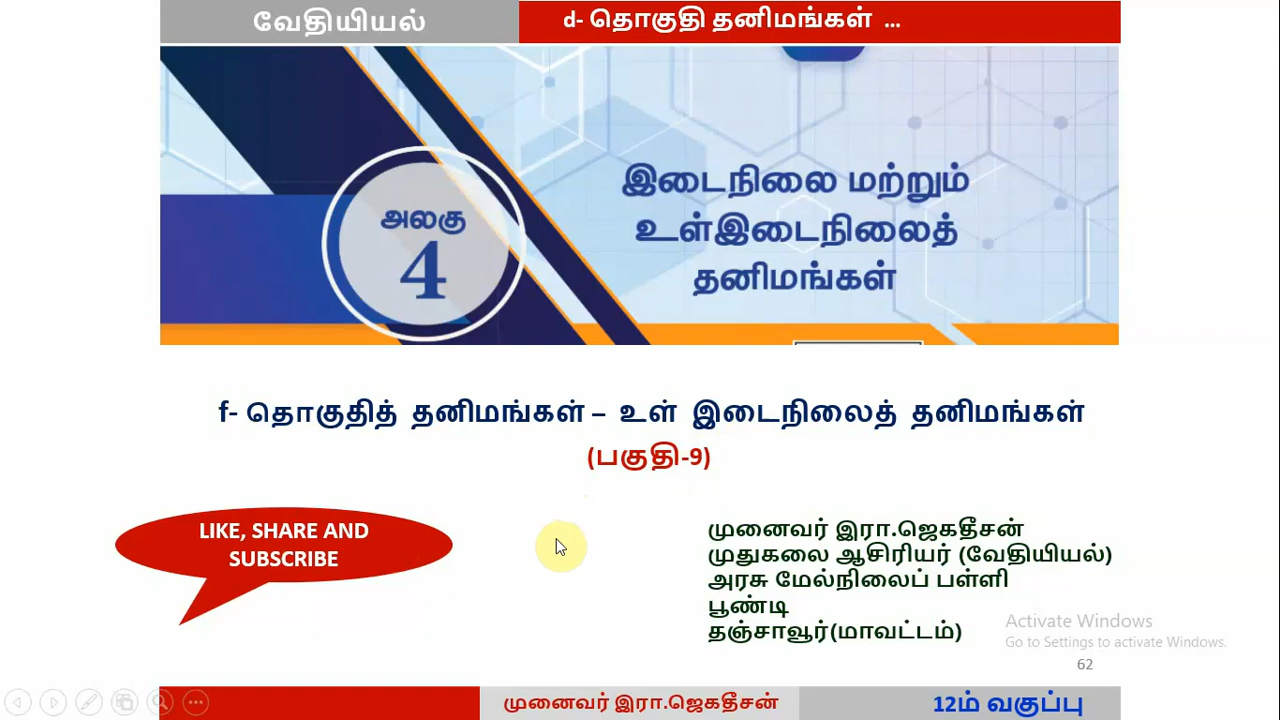 வேதியியல்
d- தொகுதி தனிமங்கள் ...
அலகு
4
இடைநிலை மற்றும்
உள்இடைநிலைத்
தனிமங்கள்
f- தொகுதித் தனிமங்கள் – உள் இடைநிலைத் தனிமங்கள்
(பகுதி-9)
LIKE, SHARE AND
SUBSCRIBE
முனைவர் இரா.ஜெகதீசன்
முதுகலை ஆசிரியர் (வேதியியல்)
அரசு மேல்நிலைப் பள்ளி
பூண்டி
தஞ்சாவூர்(மாவட்டம்)
Activate Windows
Go to Settings to activate Windows.
62
முனைவர் இரா.ஜெகதீசன்
12ம் வகுப்பு